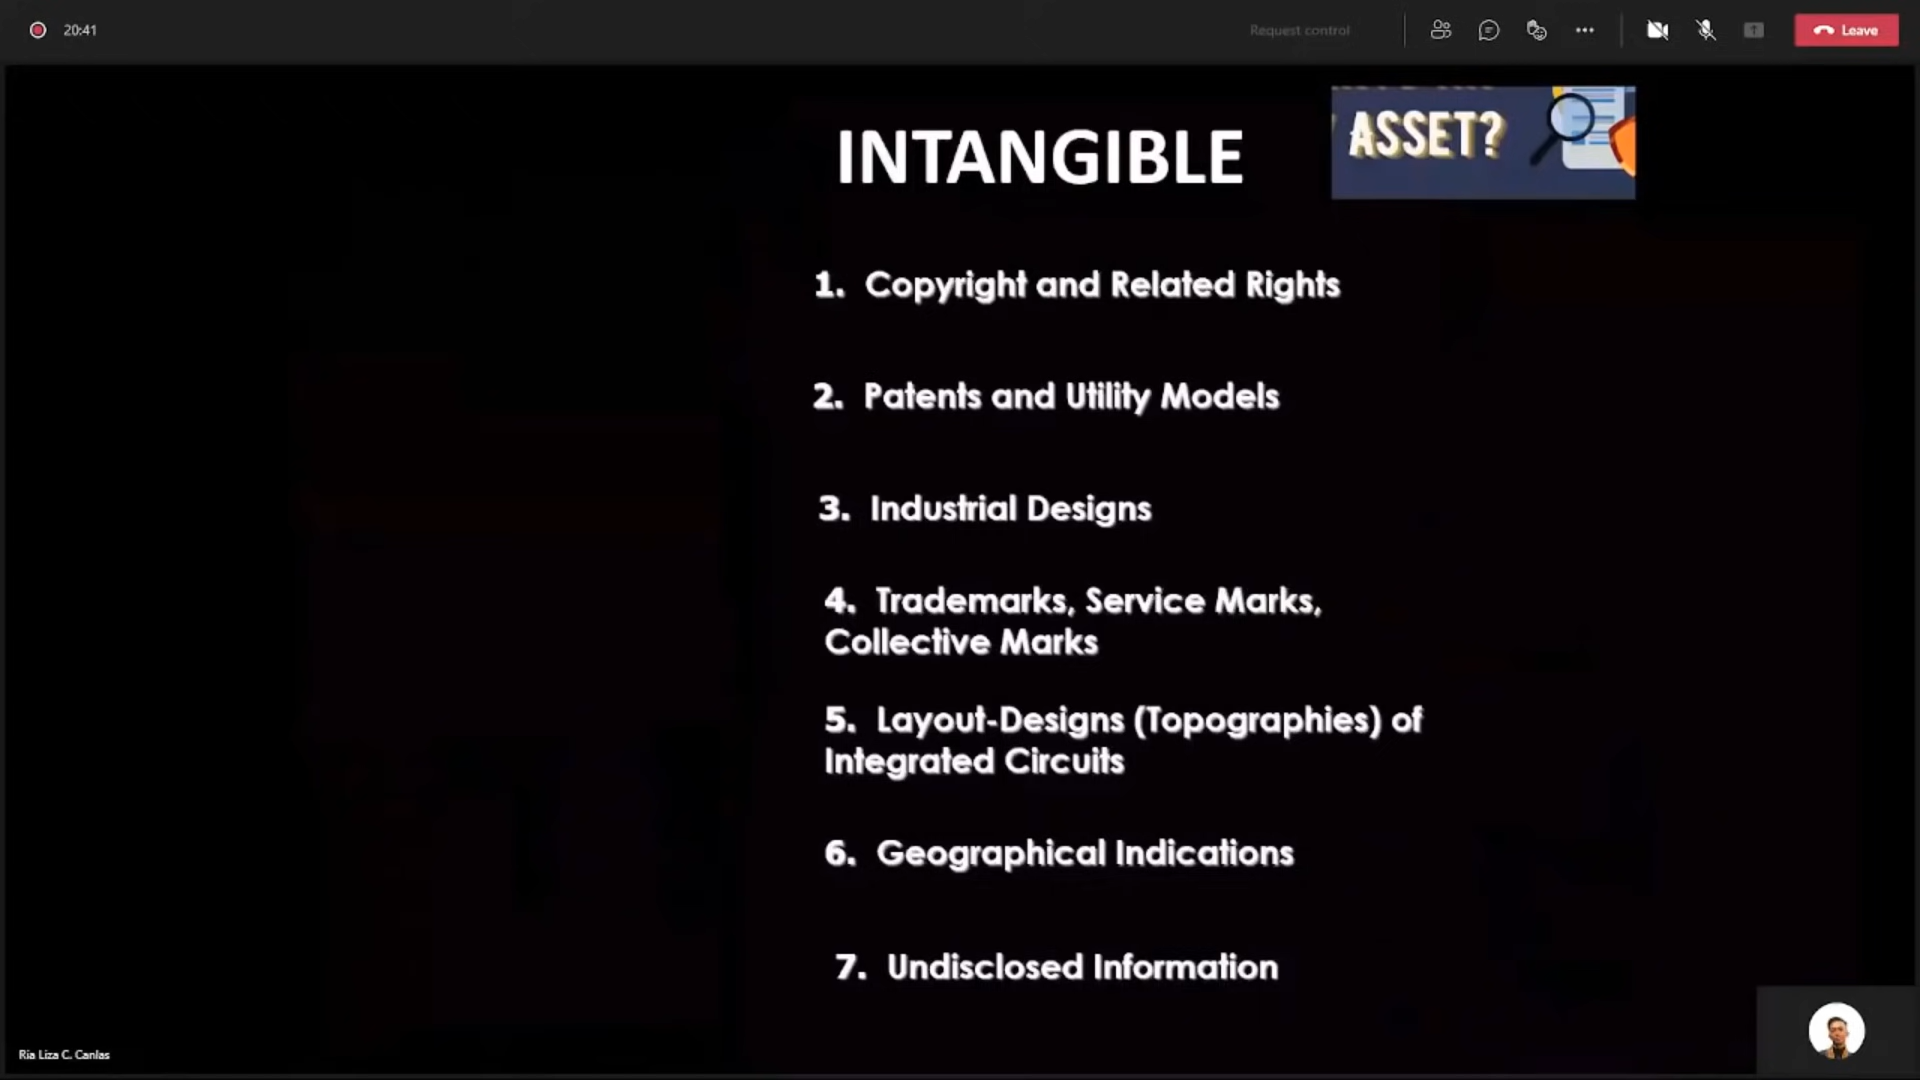 20:41
Request control
Leave
INTANGIBLE
ASSET?
1. Copyright and Related Rights
2. Patents and Utility Models
3. Industrial Designs
4. Trademarks, Service Marks,
Collective Marks
5. Layout-Designs (Topographies) of
Integrated Circuits
6. Geographical Indications
7. Undisclosed Information
Ria Liza C. Canlas